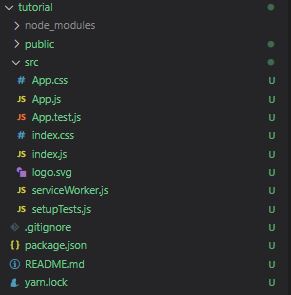 tutorial
node_modules
public
src
App.css U
JS App.js U
JS App.test.js U
index.css U
JS index.js U
logo.svg U
JS serviceWorker.js U
JS setupTests.js U
.gitignore U
{} package.json U
README.md U
yarn.lock U